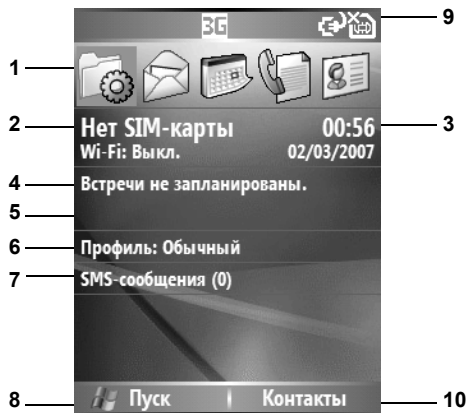 3G
9
1
2
Нет SIM-карты 00:56
3
Wi-Fi: Выкл. 02/03/2007
4
Встречи не запланированы.
5
6
Профиль: Обычный
7
SMS-сообщения (0)
8
Пуск Контакты
10